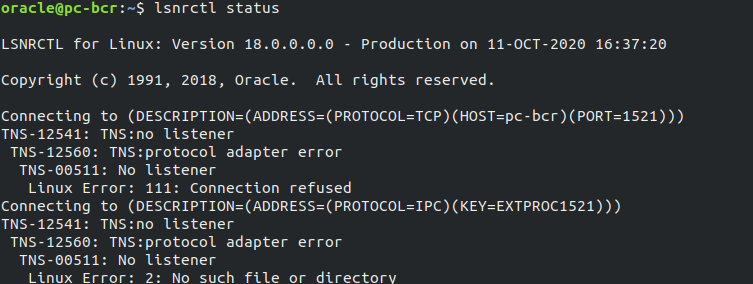 oracle@pc-bcr:~$ lsnrctl status
LSNRCTL for Linux: Version 18.0.0.0.0 - Production on 11-OCT-2020 16:37:20
Copyright (c) 1991, 2018, Oracle.  All rights reserved.
Connecting to (DESCRIPTION=(ADDRESS=(PROTOCOL=TCP)(HOST=pc-bcr)(PORT=1521)))
TNS-12541: TNS:no listener
 TNS-12560: TNS:protocol adapter error
  TNS-00511: No listener
   Linux Error: 111: Connection refused
Connecting to (DESCRIPTION=(ADDRESS=(PROTOCOL=IPC)(KEY=EXTPROC1521)))
TNS-12541: TNS:no listener
 TNS-12560: TNS:protocol adapter error
  TNS-00511: No listener
   Linux Error: 2: No such file or directory